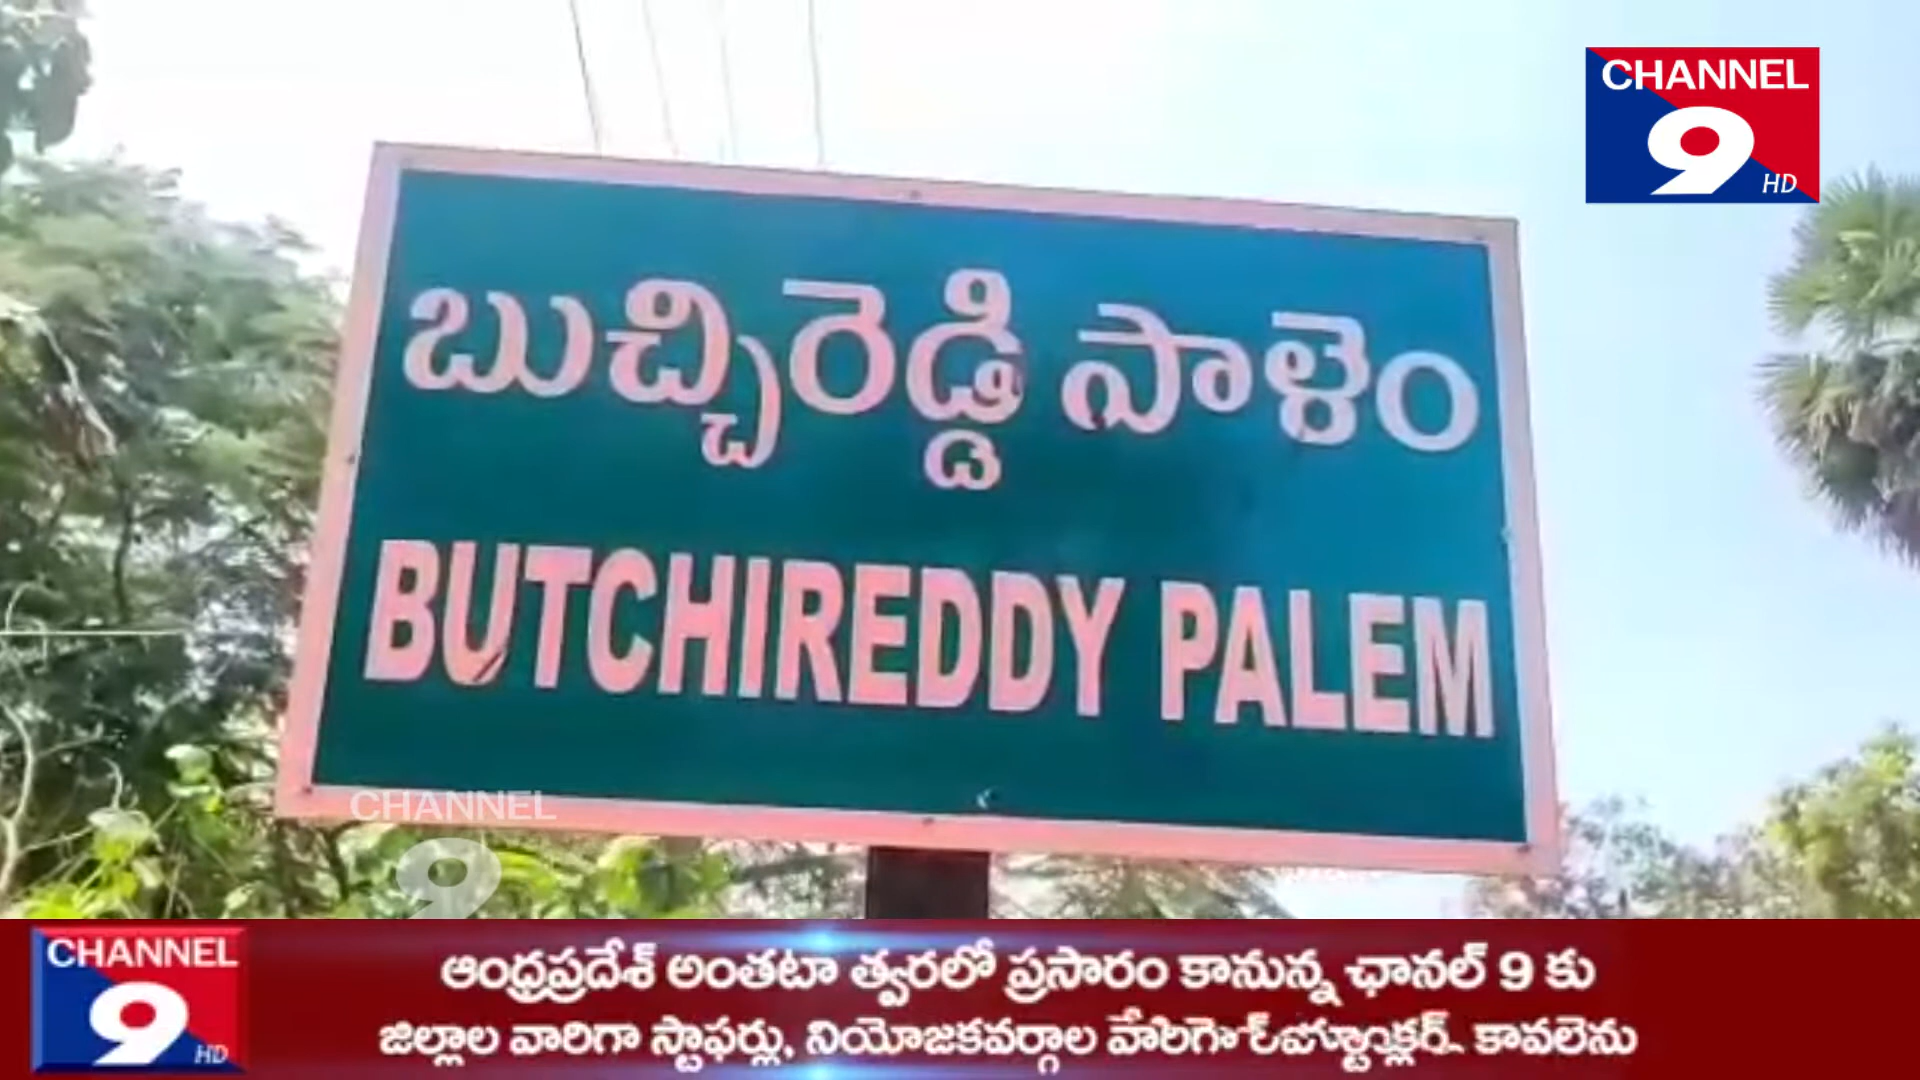 CHANNEL
9
HD
బుచ్చిరెడ్డి పాళెం
BUTCHIREDDY PALEM
CHANNEL
9
CHANNEL
9
HD
ఆంధ్రప్రదేశ్ అంతటా త్వరలో ప్రసారం కానున్న ఛానల్ 9 కు
జిల్లాల వారిగా స్టాఫర్లు, నియోజకవర్గాల కావలెను